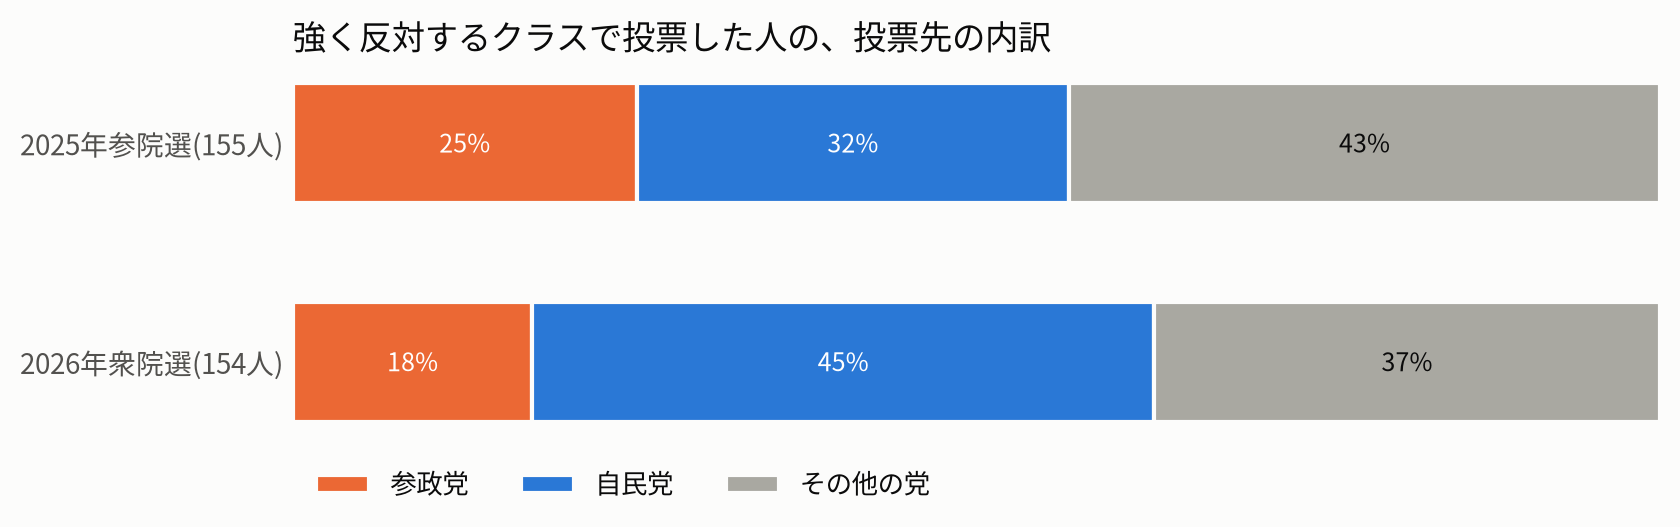 強く反対するクラスで投票した人の、投票先の内訳
2025年参院選(155人)
25%
32%
43%
2026年衆院選(154人)
18%
45%
37%
参政党
自民党
その他の党